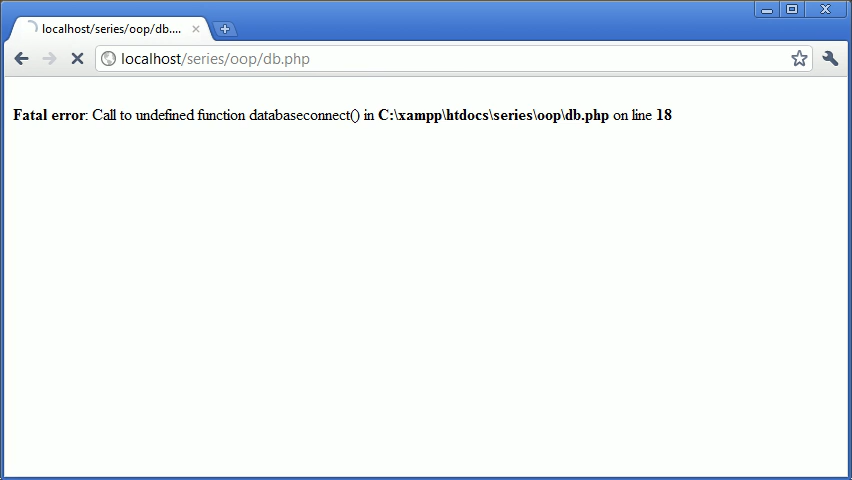 localhost/series/oop/db....
localhost/series/oop/db.php
Fatal error: Call to undefined function databaseconnect() in C:\xampp\htdocs\series\oop\db.php on line 18